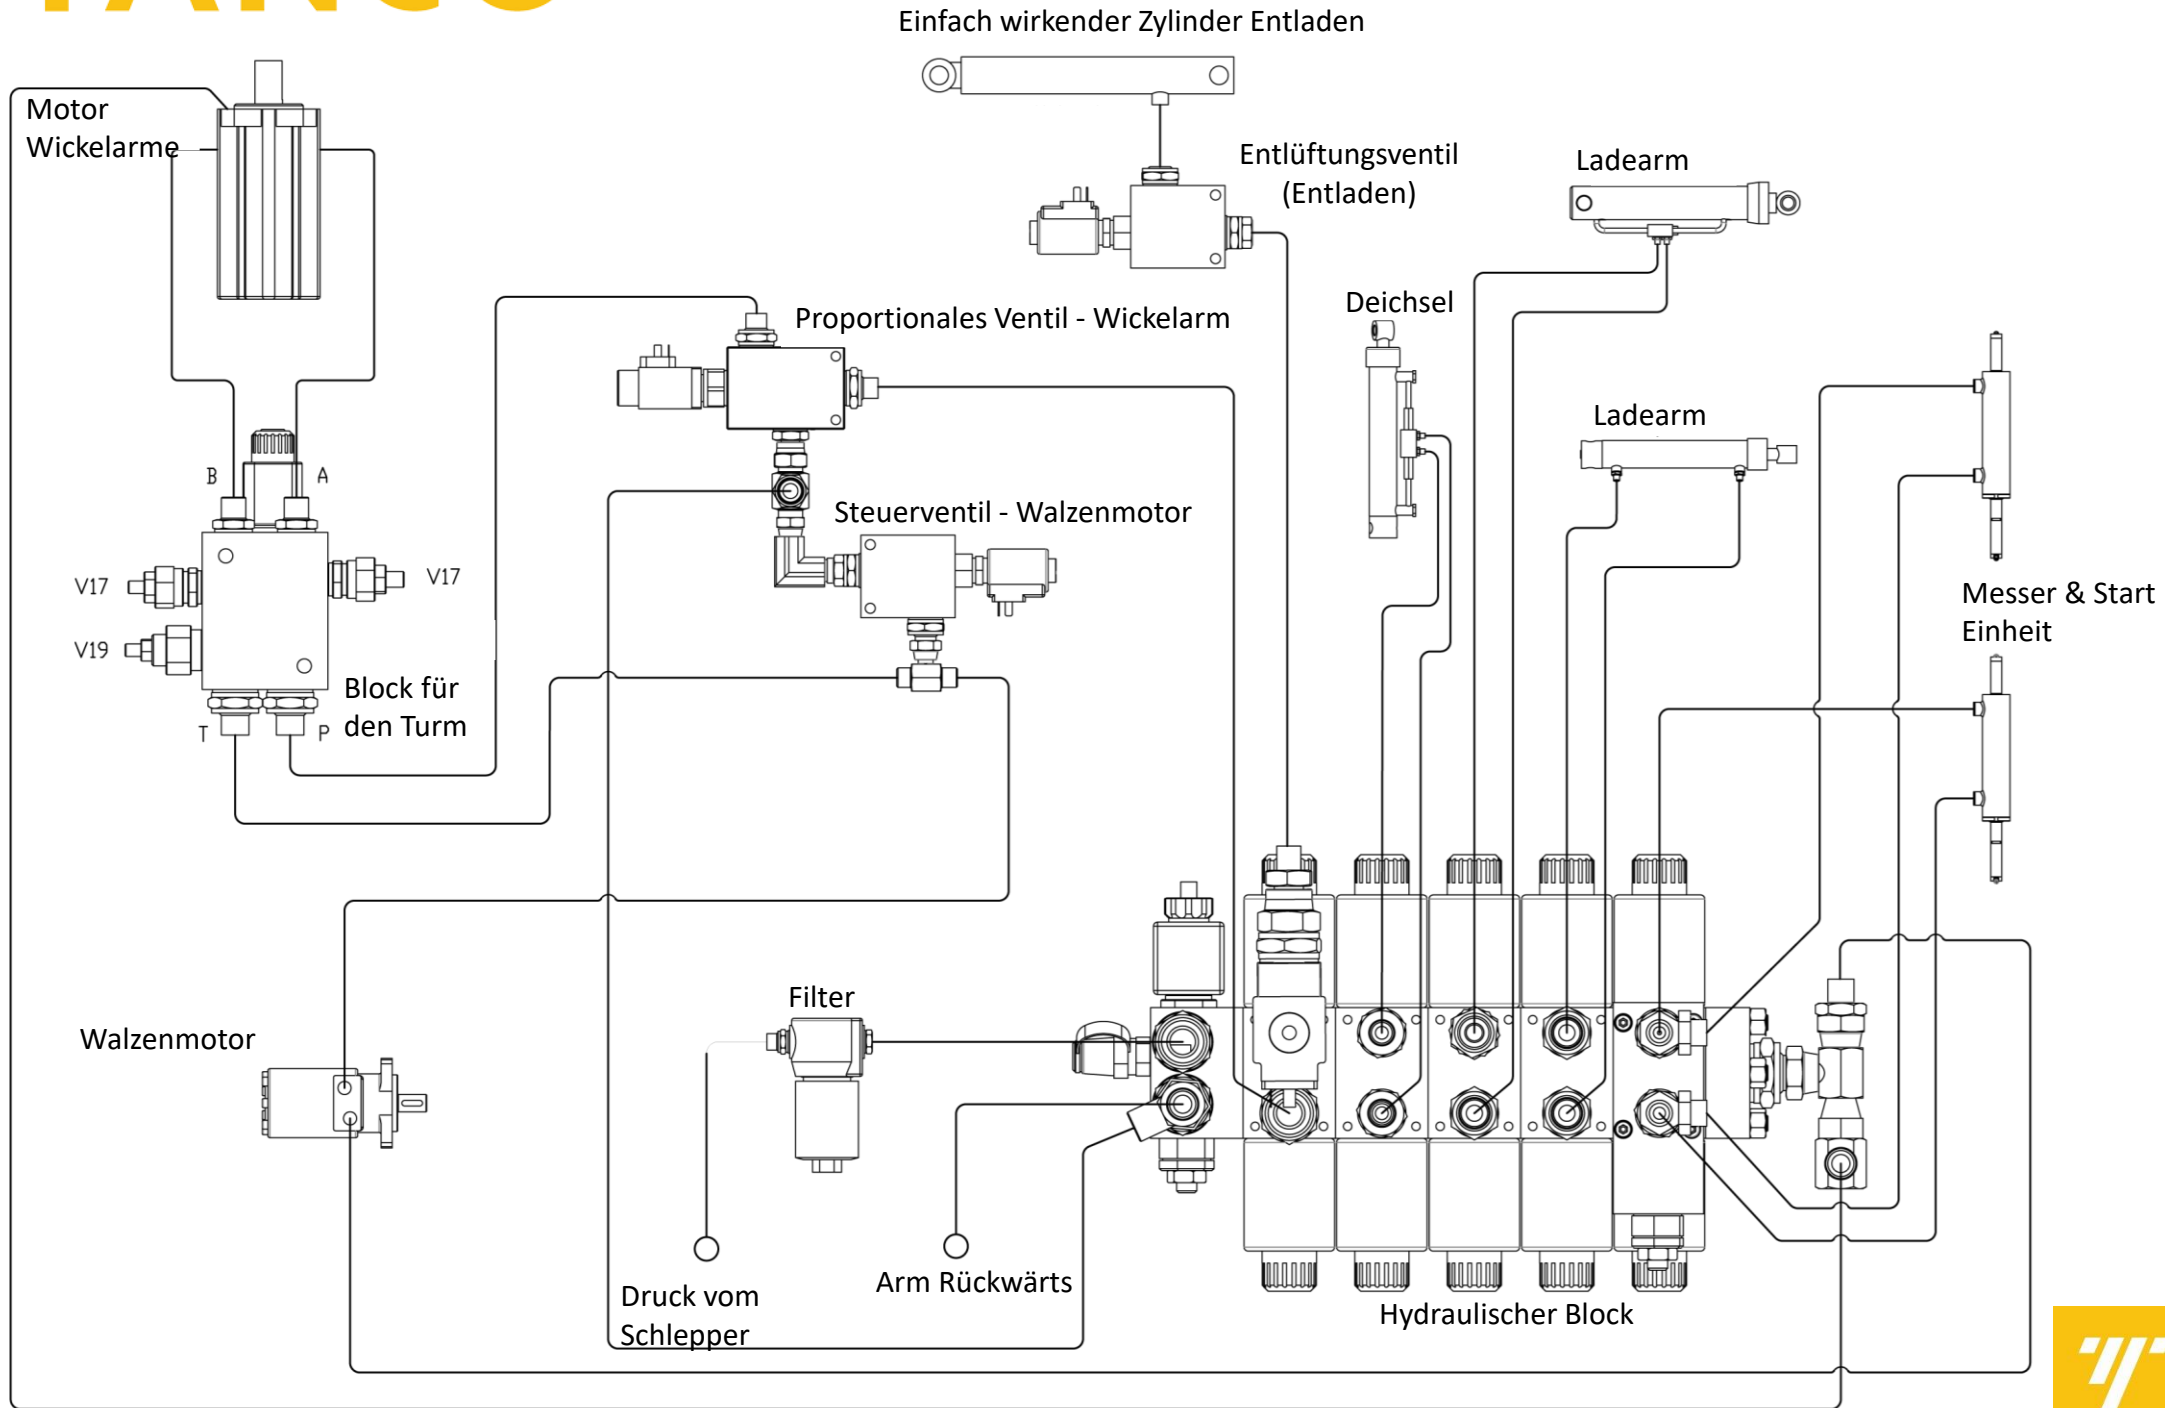 TANCO
Einfach wirkender Zylinder Entladen
Motor
Wickelarme
Entlüftungsventil
(Entladen)
Ladearm
Deichsel
Proportionales Ventil - Wickelarm
Ladearm
B
A
Steuerventil - Walzenmotor
V17
V17
Messer & Start
Einheit
V19
Block für
den Turm
T
P
Filter
Walzenmotor
Druck vom
Schlepper
Arm Rückwärts
Hydraulischer Block